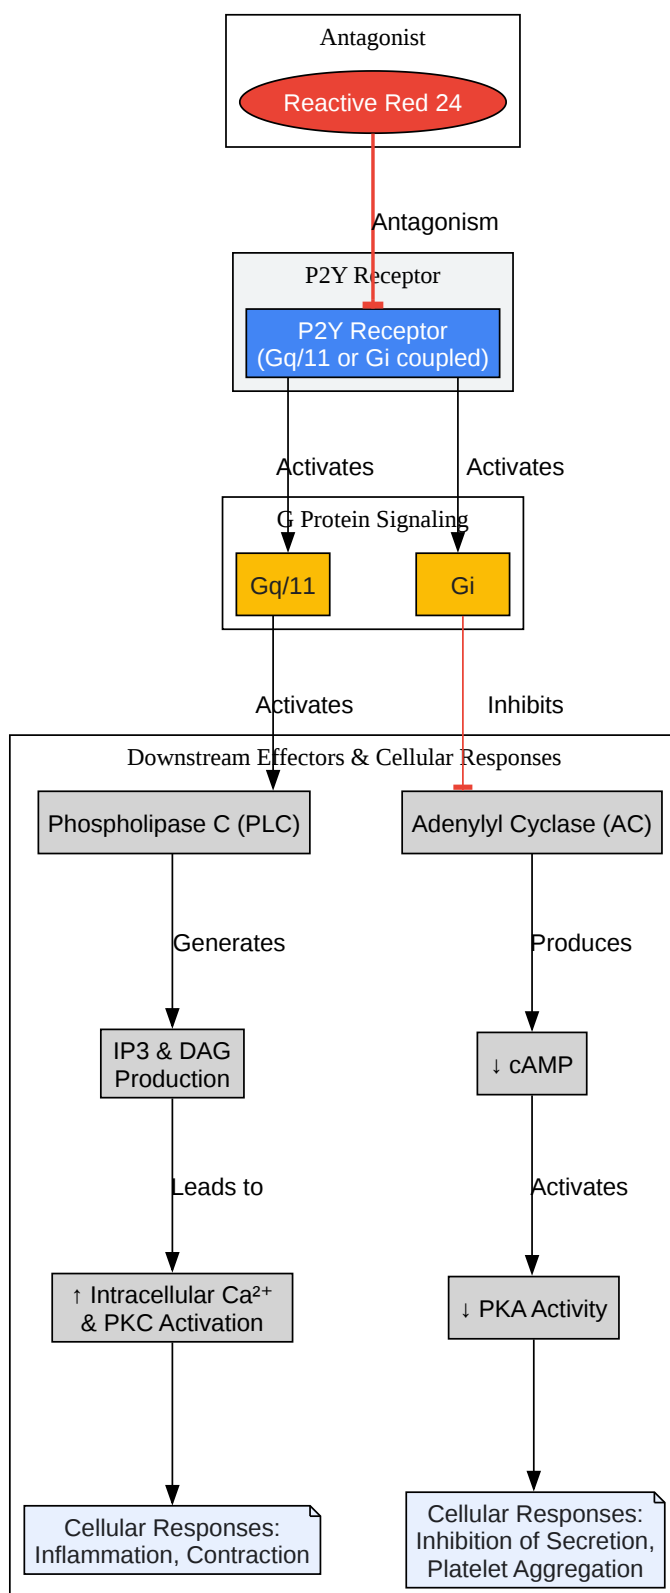 Antagonist
Reactive Red 24
Antagonism
P2Y Receptor
P2Y Receptor
(Gq/11 or Gi coupled)
Activates
Activates
G Protein Signaling
Gq/11
Gi
Activates
Inhibits
Downstream Effectors & Cellular Responses
Phospholipase C (PLC)
Adenylyl Cyclase (AC)
Generates
Produces
IP3 & DAG
Production
↓ cAMP
Leads to
Activates
↑ Intracellular Ca²⁺
& PKC Activation
↓ PKA Activity
Cellular Responses:
Inflammation, Contraction
Cellular Responses:
Inhibition of Secretion,
Platelet Aggregation